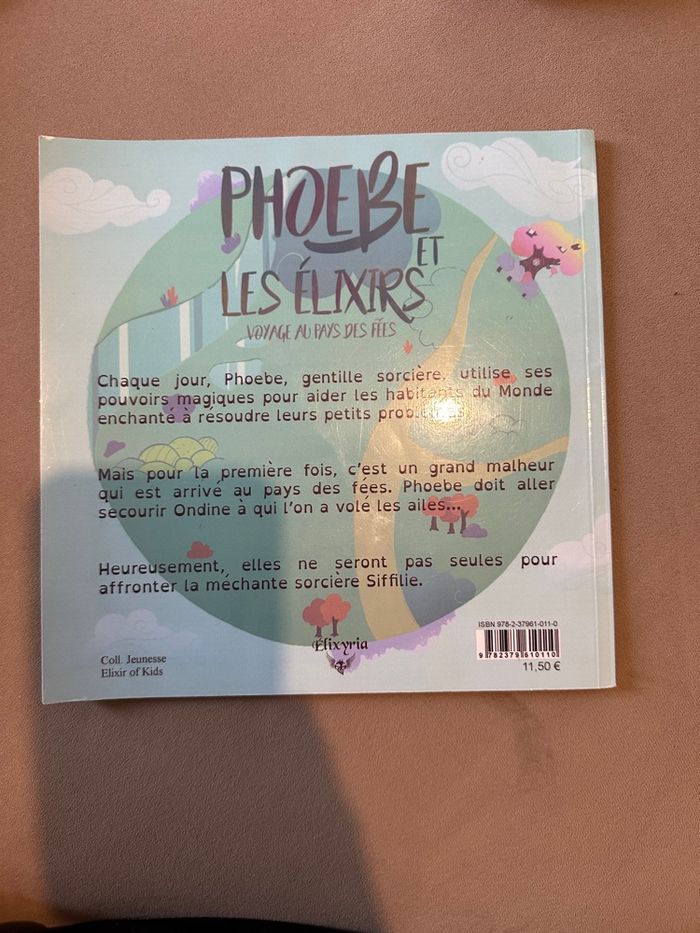 PHOEBE
ET
LES ÉLIXIRS
VOYAGE AU PAYS DES FÉES
Chaque jour, Phoebe, gentille sorcière, utilise ses
pouvoirs magiques pour aider les habitants du Monde
enchanté à résoudre leurs petits problèmes.
Mais pour la première fois, c'est un grand malheur
qui est arrivé au pays des fées. Phoebe doit aller
secourir Ondine à qui l'on a volé les ailes...
Heureusement, elles ne seront pas seules pour
affronter la méchante sorcière Siffilie.
Élixyria
Coll. Jeunesse
Elixir of Kids
ISBN 978-2-37961-011-0
9 782379 610110
11,50 €